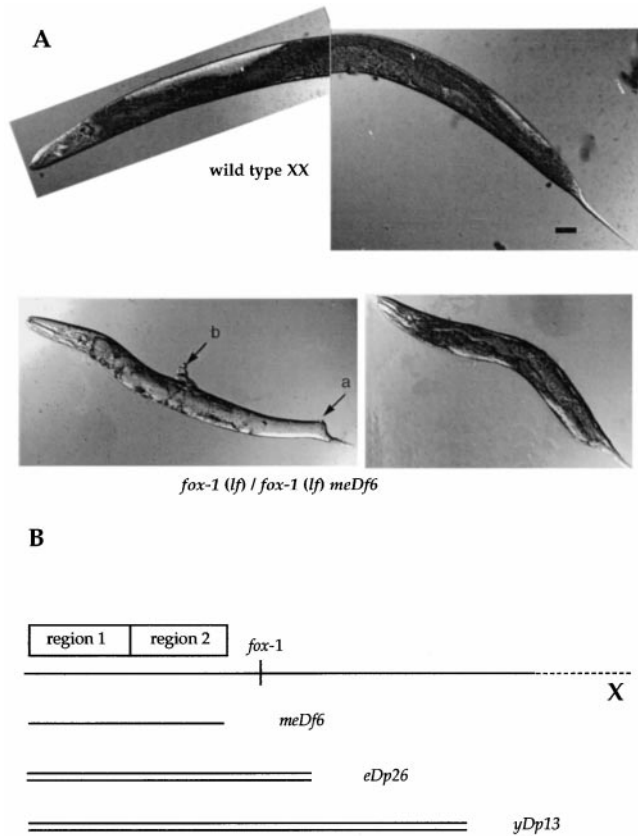 A
wild type XX
b
a
fox-1 (lf) / fox-1 (lf) meDf6
B
region 1 region 2
fox-1
X
meDf6
eDp26
yDp13